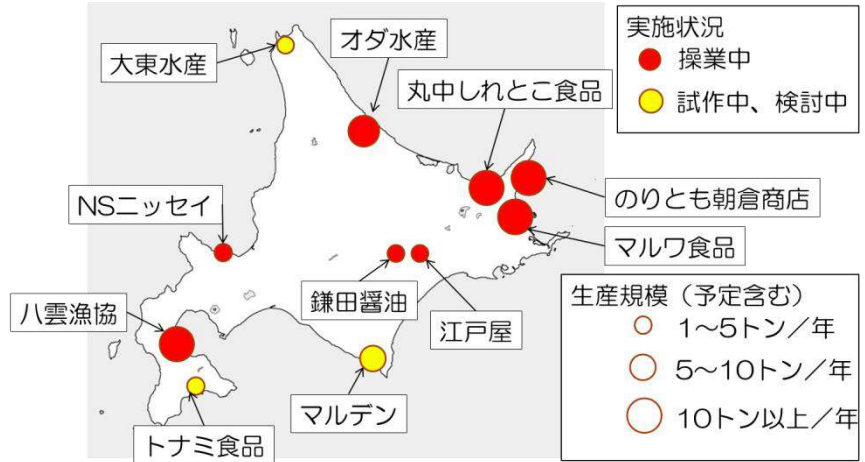 オダ水産
大東水産
丸中しれとこ食品
実施状況
操業中
試作中、検討中
NSニッセイ
のりとも朝倉商店
マルワ食品
八雲漁協
鎌田醤油
江戸屋
マルデン
トナミ食品
生産規模（予定含む）
1～5トン／年
5～10トン／年
10トン以上／年